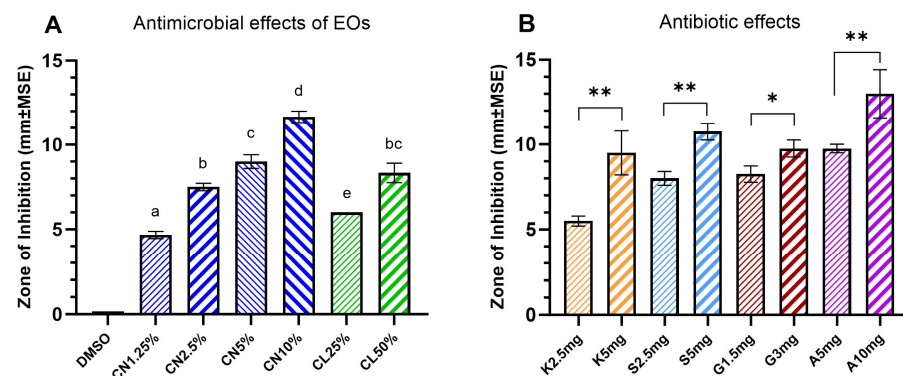 A
Antimicrobial effects of EOs
Zone of Inhibition (mm±MSE)
15
10
5
0
a
b
c
d
e
bc
DMSO
CN1.25%
CN2.5%
CN5%
CN10%
CL25%
CL50%
B
Antibiotic effects
Zone of Inhibition (mm±MSE)
15
10
5
0
**
**
*
**
K2.5mg
K5mg
S2.5mg
S5mg
G1.5mg
G3mg
A5mg
A10mg